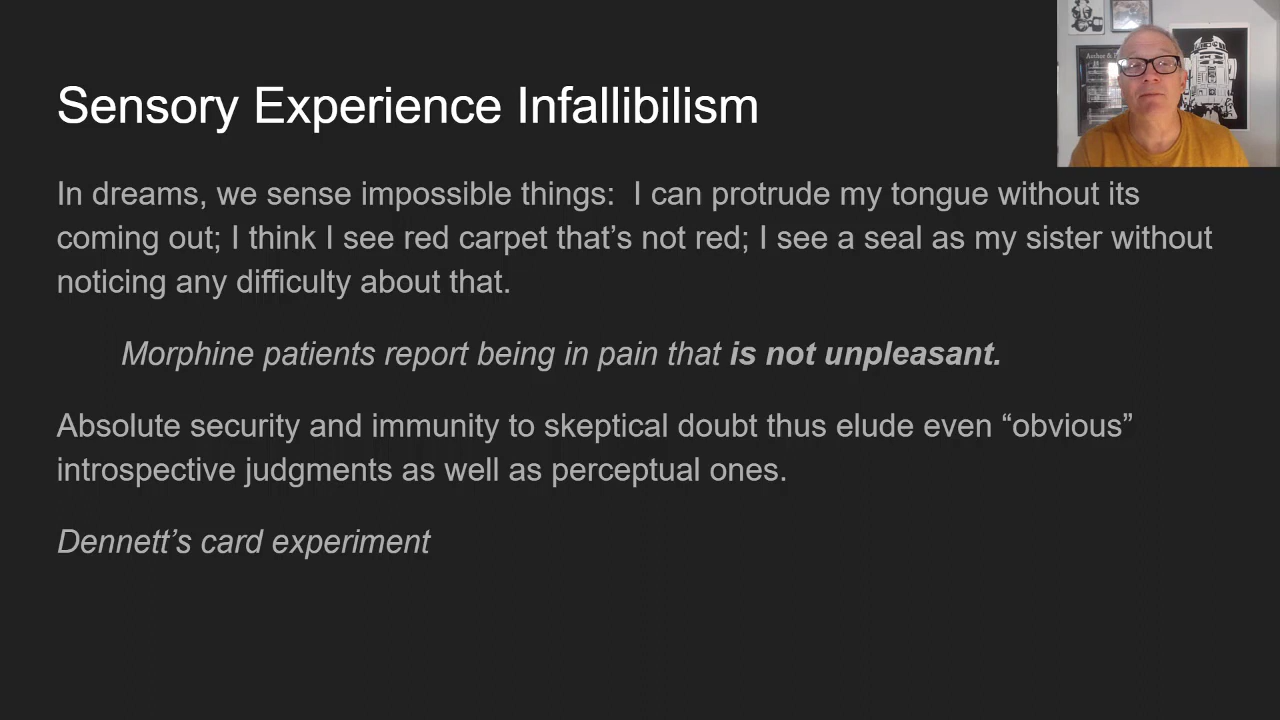 Sensory Experience Infallibilism
In dreams, we sense impossible things:  I can protrude my tongue without its
coming out; I think I see red carpet that’s not red; I see a seal as my sister without
noticing any difficulty about that.
Morphine patients report being in pain that is not unpleasant.
Absolute security and immunity to skeptical doubt thus elude even “obvious”
introspective judgments as well as perceptual ones.
Dennett’s card experiment